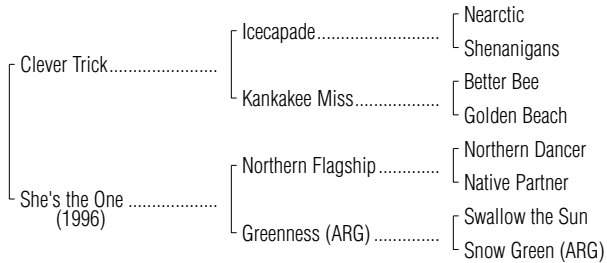 Nearctic
Icecapade
Shenanigans
Clever Trick
Better Bee
Kankakee Miss
Golden Beach
Northern Dancer
Northern Flagship
Native Partner
She's the One
(1996)
Swallow the Sun
Greenness (ARG)
Snow Green (ARG)